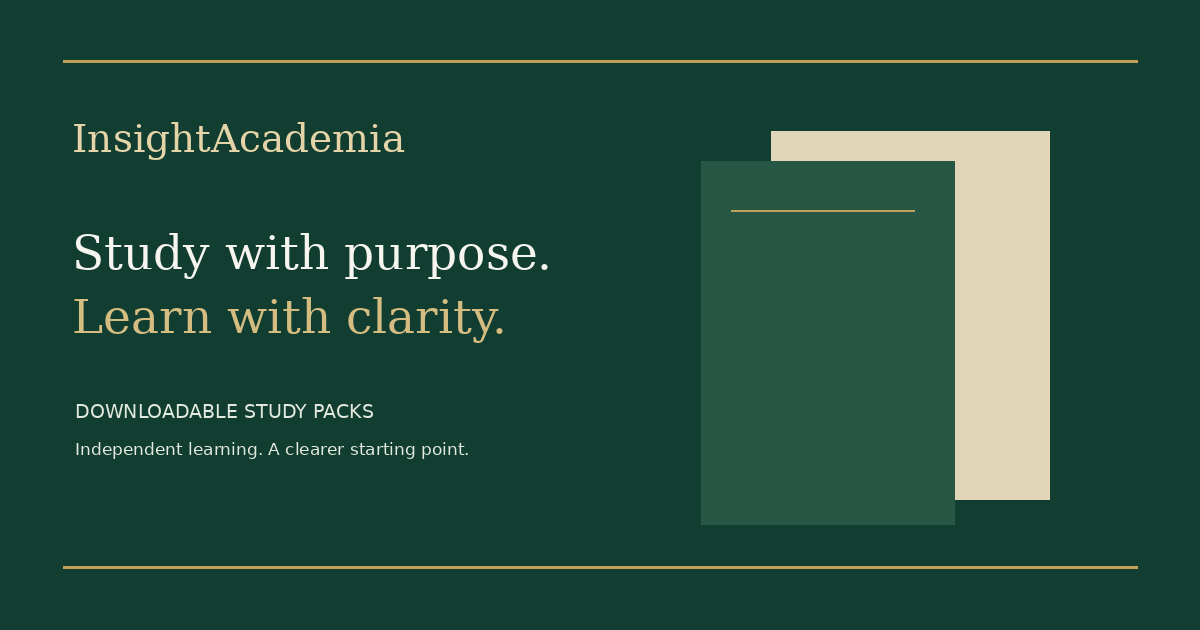 InsightAcademia
Study with purpose.
Learn with clarity.
DOWNLOADABLE STUDY PACKS
Independent learning. A clearer starting point.